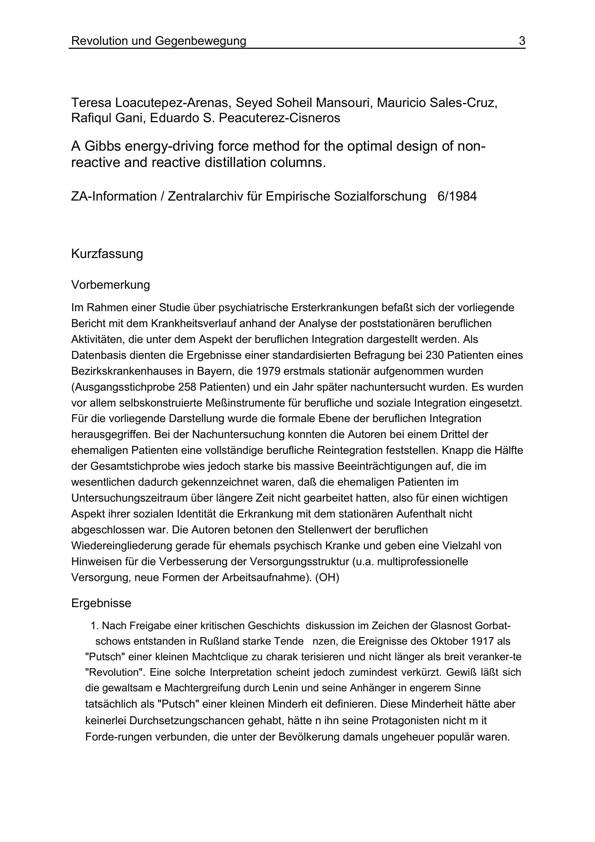 Revolution und Gegenbewegung 3
Teresa Loacutepez-Arenas, Seyed Soheil Mansouri, Mauricio Sales-Cruz,
Rafiqul Gani, Eduardo S. Peacuterez-Cisneros
A Gibbs energy-driving force method for the optimal design of non-
reactive and reactive distillation columns.
ZA-Information / Zentralarchiv für Empirische Sozialforschung 6/1984
Kurzfassung
Vorbemerkung
Im Rahmen einer Studie über psychiatrische Ersterkrankungen befaßt sich der vorliegende
Bericht mit dem Krankheitsverlauf anhand der Analyse der poststationären beruflichen
Aktivitäten, die unter dem Aspekt der beruflichen Integration dargestellt werden. Als
Datenbasis dienten die Ergebnisse einer standardisierten Befragung bei 230 Patienten eines
Bezirkskrankenhauses in Bayern, die 1979 erstmals stationär aufgenommen wurden
(Ausgangsstichprobe 258 Patienten) und ein Jahr später nachuntersucht wurden. Es wurden
vor allem selbskonstruierte Meßinstrumente für berufliche und soziale Integration eingesetzt.
Für die vorliegende Darstellung wurde die formale Ebene der beruflichen Integration
herausgegriffen. Bei der Nachuntersuchung konnten die Autoren bei einem Drittel der
ehemaligen Patienten eine vollständige berufliche Reintegration feststellen. Knapp die Hälfte
der Gesamtstichprobe wies jedoch starke bis massive Beeinträchtigungen auf, die im
wesentlichen dadurch gekennzeichnet waren, daß die ehemaligen Patienten im
Untersuchungszeitraum über längere Zeit nicht gearbeitet hatten, also für einen wichtigen
Aspekt ihrer sozialen Identität die Erkrankung mit dem stationären Aufenthalt nicht
abgeschlossen war. Die Autoren betonen den Stellenwert der beruflichen
Wiedereingliederung gerade für ehemals psychisch Kranke und geben eine Vielzahl von
Hinweisen für die Verbesserung der Versorgungsstruktur (u.a. multiprofessionelle
Versorgung, neue Formen der Arbeitsaufnahme). (OH)
Ergebnisse
1. Nach Freigabe einer kritischen Geschichts diskussion im Zeichen der Glasnost Gorbat-
schows entstanden in Rußland starke Tende nzen, die Ereignisse des Oktober 1917 als
"Putsch" einer kleinen Machtclique zu charak terisieren und nicht länger als breit veranker-te
"Revolution". Eine solche Interpretation scheint jedoch zumindest verkürzt. Gewiß läßt sich
die gewaltsam e Machtergreifung durch Lenin und seine Anhänger in engerem Sinne
tatsächlich als "Putsch" einer kleinen Minderh eit definieren. Diese Minderheit hätte aber
keinerlei Durchsetzungschancen gehabt, hätte n ihn seine Protagonisten nicht m it
Forde-rungen verbunden, die unter der Bevölkerung damals ungeheuer populär waren.